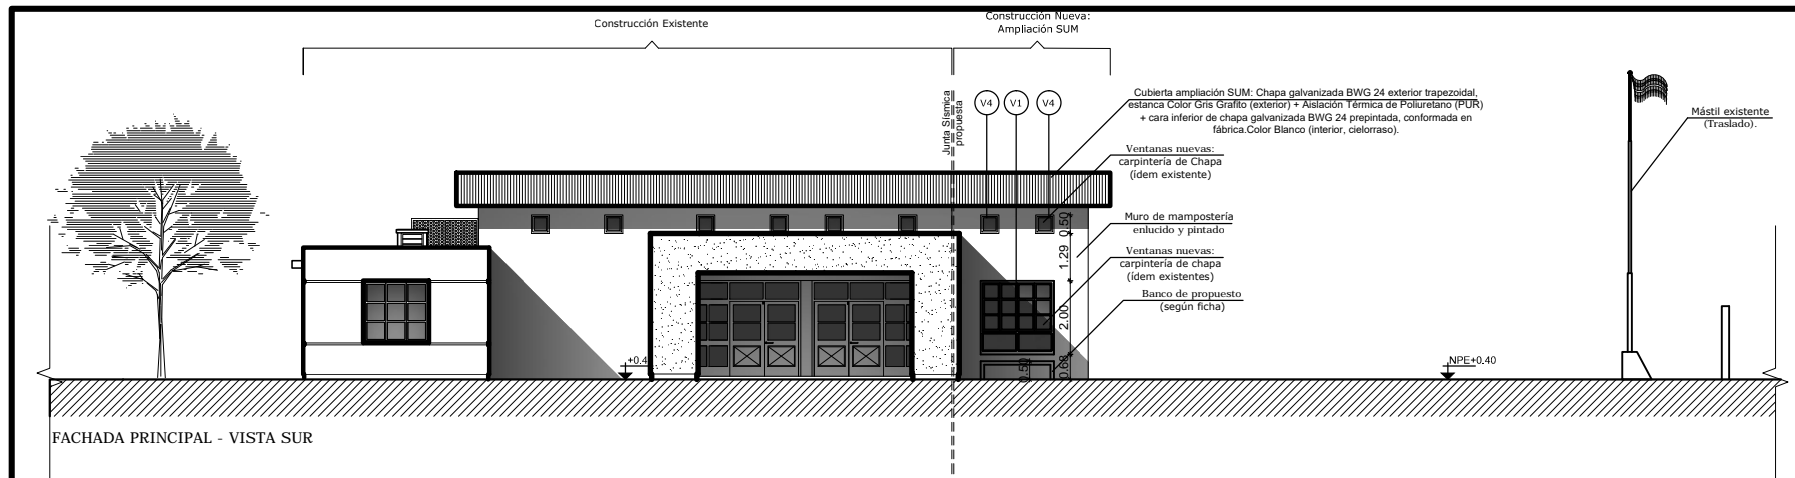 Construcción Existente
Construcción Nueva:
Ampliación SUM
Junta Sísmica
propuesta
V4
V1
V4
Cubierta ampliación SUM: Chapa galvanizada BWG 24 exterior trapezoidal,
estanca Color Gris Grafito (exterior) + Aislación Térmica de Poliuretano (PUR)
+ cara inferior de chapa galvanizada BWG 24 prepintada, conformada en
fábrica.Color Blanco (interior, cielorraso).
Mástil existente
(Traslado).
Ventanas nuevas:
carpintería de Chapa
(ídem existente)
Muro de mampostería
enlucido y pintado
Ventanas nuevas:
carpintería de chapa
(ídem existentes)
Banco de propuesto
(según ficha)
0.50
1.29
2.00
0.68
0.50
+0.4
NPE+0.40
FACHADA PRINCIPAL - VISTA SUR